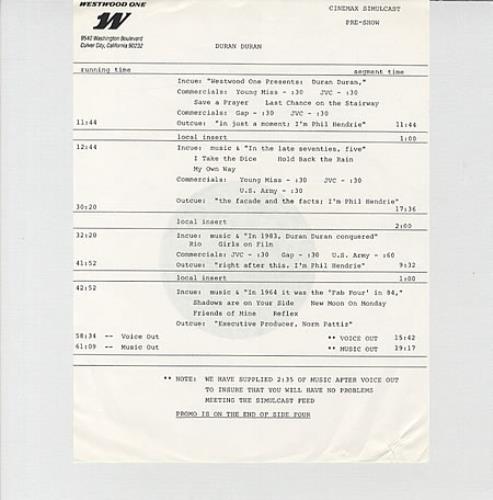 WESTWOOD ONE
CINEMAX SIMULCAST
PRE-SHOW
W
9540 Washington Boulevard
Culver City, California 90232
DURAN DURAN
running time
segment time
Incue: "Westwood One Presents: Duran Duran,"
Commercials: Young Miss - :30 JVC - :30
Save a Prayer Last Chance on the Stairway
Commercials: Gap - :30 JVC - :30
11:44 Outcue: "in just a moment; I'm Phil Hendrie" 11:44
local insert 1:00
12:44 Incue: music & "In the late seventies, five"
I Take the Dice Hold Back the Rain
My Own Way
Commercials: Young Miss - :30 JVC - :30
U.S. Army - :30
Outcue: "the facade and the facts; I'm Phil Hendrie"
30:20 17:36
local insert 2:00
32:20 Incue: music & "In 1983, Duran Duran conquered"
Rio Girls on Film
Commercials: JVC - :30 Gap - :30 U.S. Army - :60
41:52 Outcue: "right after this, I'm Phil Hendrie" 9:32
local insert 1:00
42:52 Incue: music & "In 1964 it was the 'Fab Four' in 84,"
Shadows are on Your Side New Moon On Monday
Friends of Mine Reflex
Outcue: "Executive Producer, Norm Pattiz"
58:34 -- Voice Out ** VOICE OUT 15:42
61:09 -- Music Out ** MUSIC OUT 19:17
** NOTE: WE HAVE SUPPLIED 2:35 OF MUSIC AFTER VOICE OUT
TO INSURE THAT YOU WILL HAVE NO PROBLEMS
MEETING THE SIMULCAST FEED
PROMO IS ON THE END OF SIDE FOUR